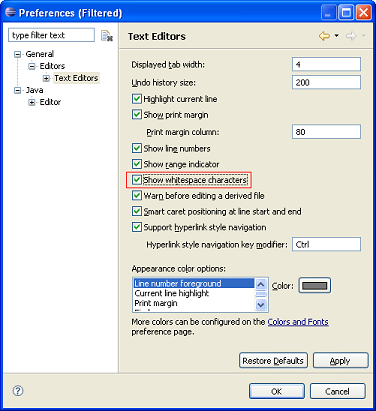 Preferences (Filtered)
type filter text
Text Editors
General
Editors
Text Editors
Java
Editor
Displayed tab width:
4
Undo history size:
200
Highlight current line
Show print margin
Print margin column:
80
Show line numbers
Show range indicator
Show whitespace characters
Warn before editing a derived file
Smart caret positioning at line start and end
Support hyperlink style navigation
Hyperlink style navigation key modifier:
Ctrl
Appearance color options:
Line number foreground
Current line highlight
Print margin
Color:
More colors can be configured on the Colors and Fonts
preference page.
Restore Defaults
Apply
OK
Cancel